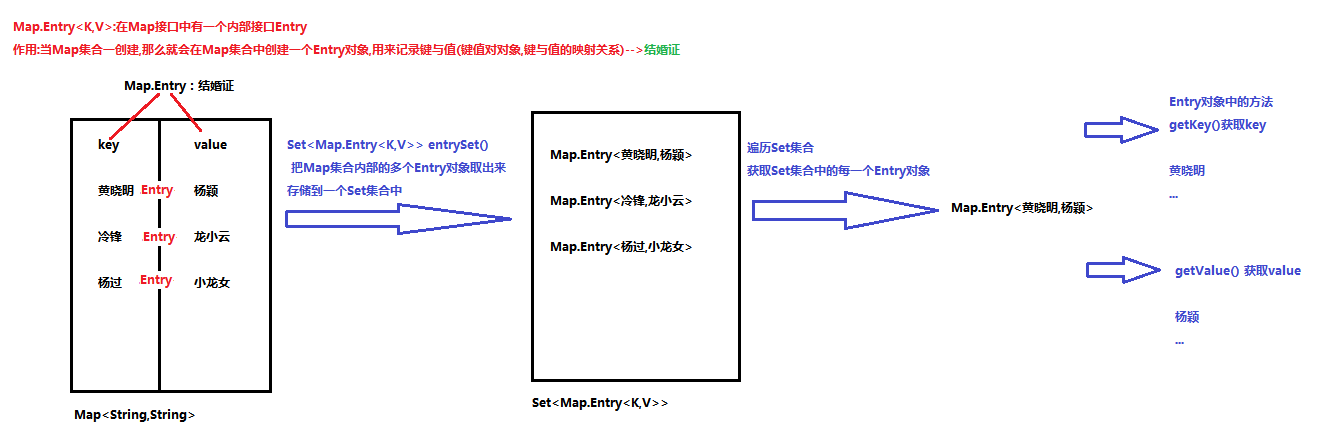 Map.Entry<K,V>:在Map接口中有一个内部接口Entry
作用:当Map集合一创建,那么就会在Map集合中创建一个Entry对象,用来记录键与值(键值对对象,键与值的映射关系)-->结婚证
Map.Entry：结婚证
key value
黄晓明 Entry 杨颖
冷锋 Entry 龙小云
杨过 Entry 小龙女
Map<String,String>
Set<Map.Entry<K,V>> entrySet()
把Map集合内部的多个Entry对象取出来
存储到一个Set集合中
Map.Entry<黄晓明,杨颖>
Map.Entry<冷锋,龙小云>
Map.Entry<杨过,小龙女>
Set<Map.Entry<K,V>>
遍历Set集合
获取Set集合中的每一个Entry对象
Map.Entry<黄晓明,杨颖>
Entry对象中的方法
getKey()获取key
黄晓明
...
getValue() 获取value
杨颖
...